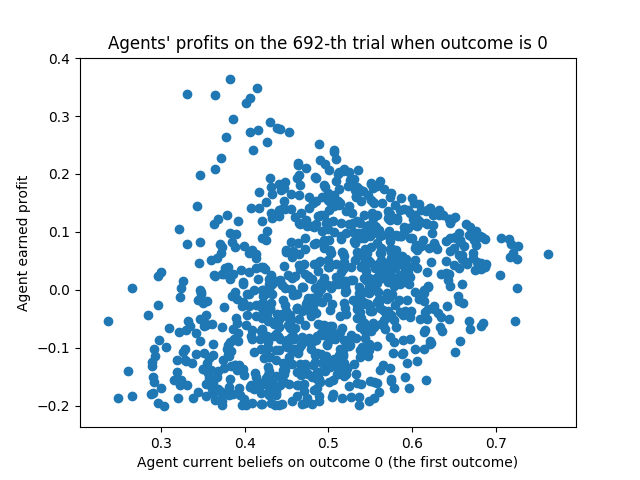 Agents' profits on the 692-th trial when outcome is 0
0.4
0.3
0.2
0.1
0.0
−0.1
−0.2
Agent earned profit
0.3 0.4 0.5 0.6 0.7
Agent current beliefs on outcome 0 (the first outcome)